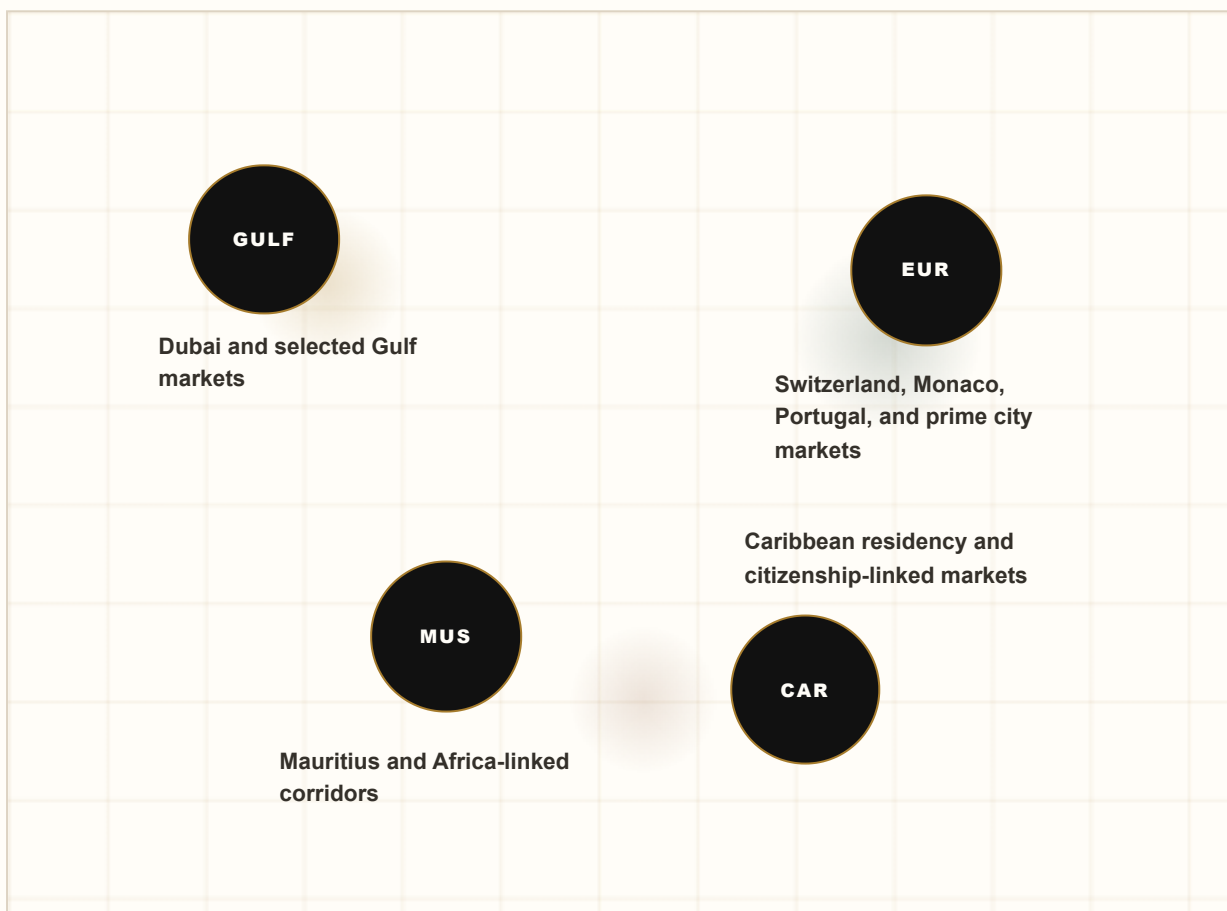 GULF
Dubai and selected Gulf
markets
EUR
Switzerland, Monaco,
Portugal, and prime city
markets
Caribbean residency and
citizenship-linked markets
CAR
MUS
Mauritius and Africa-linked
corridors